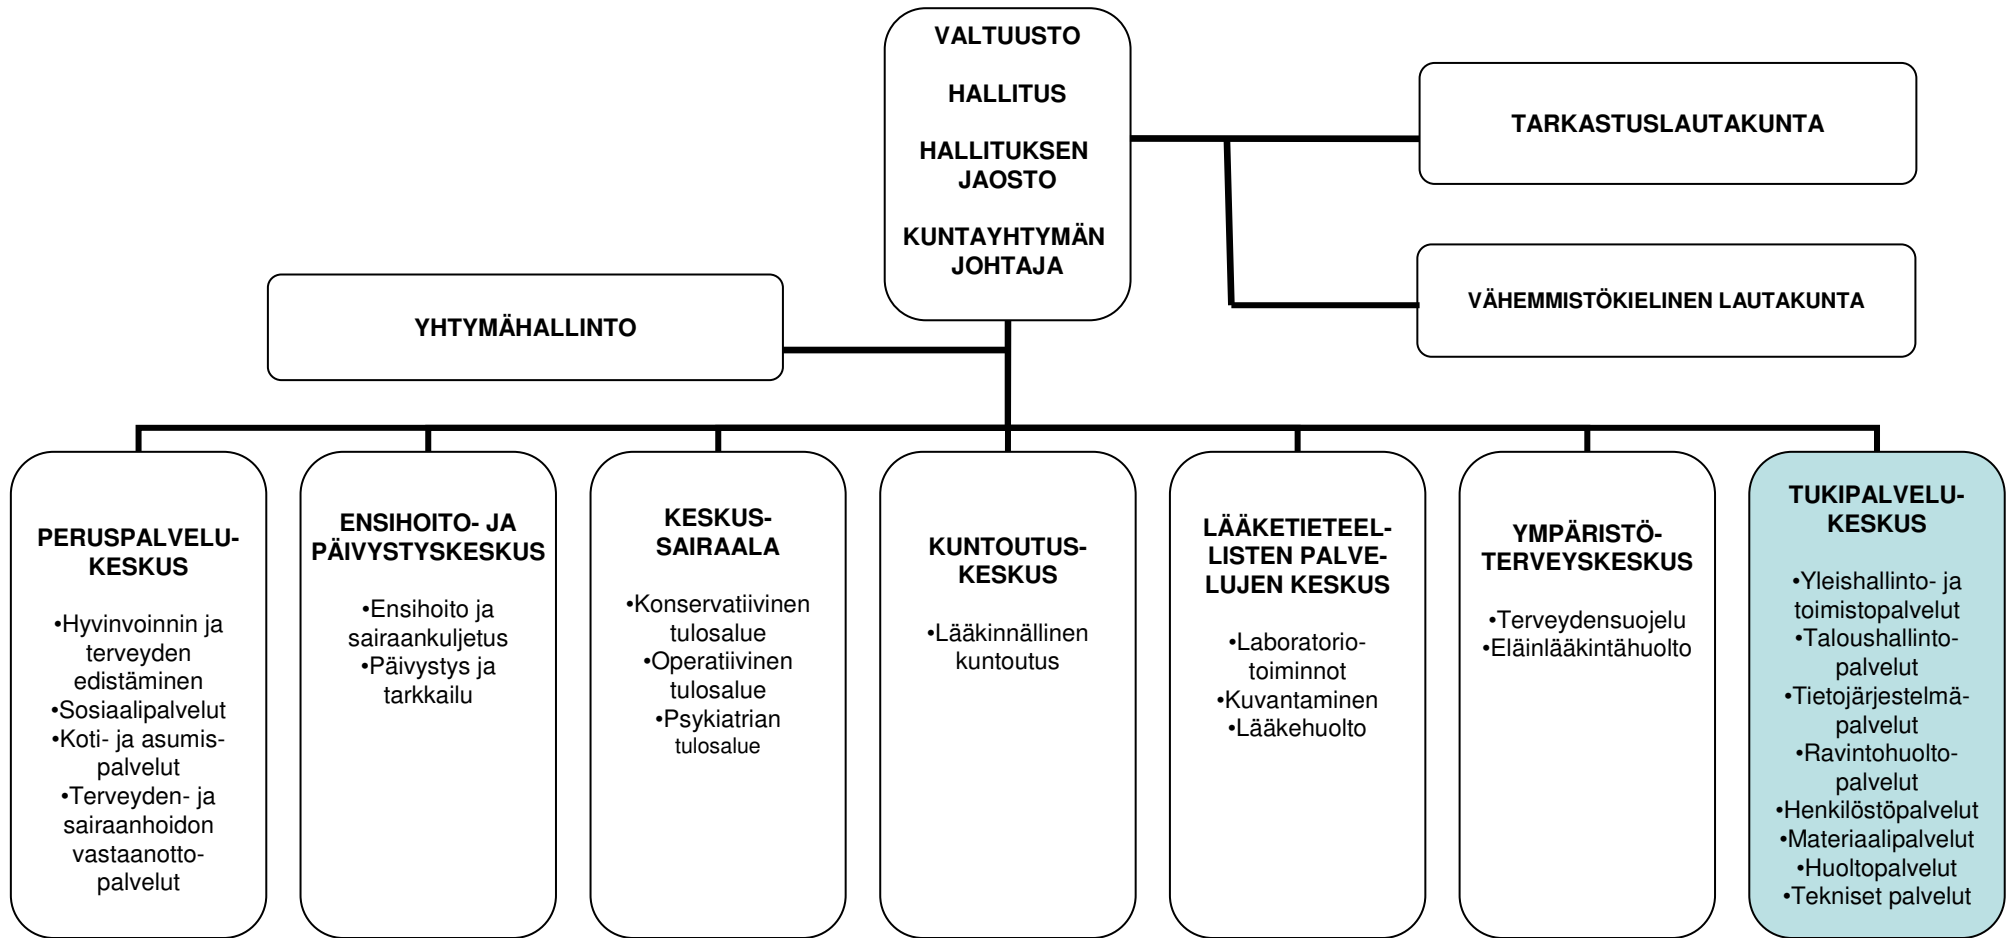 VALTUUSTO
HALLITUS
HALLITUKSEN
JAOSTO
KUNTAYHTYMÄN
JOHTAJA
TARKASTUSLAUTAKUNTA
VÄHEMMISTÖKIELINEN LAUTAKUNTA
YHTYMÄHALLINTO
PERUSPALVELU-
KESKUS
•Hyvinvoinnin ja
terveyden
edistäminen
•Sosiaalipalvelut
•Koti- ja asumis-
palvelut
•Terveyden- ja
sairaanhoidon
vastaanotto-
palvelut
ENSIHOITO- JA
PÄIVYSTYSKESKUS
•Ensihoito ja
sairaankuljetus
•Päivystys ja
tarkkailu
KESKUS-
SAIRAALA
•Konservatiivinen
tulosalue
•Operatiivinen
tulosalue
•Psykiatrian
tulosalue
KUNTOUTUS-
KESKUS
•Lääkinnällinen
kuntoutus
LÄÄKETIETEEL-
LISTEN PALVE-
LUJEN KESKUS
•Laboratorio-
toiminnot
•Kuvantaminen
•Lääkehuolto
YMPÄRISTÖ-
TERVEYSKESKUS
•Terveydensuojelu
•Eläinlääkintähuolto
TUKIPALVELU-
KESKUS
•Yleishallinto- ja
toimistopalvelut
•Taloushallinto-
palvelut
•Tietojärjestelmä-
palvelut
•Ravintohuolto-
palvelut
•Henkilöstöpalvelut
•Materiaalipalvelut
•Huoltopalvelut
•Tekniset palvelut